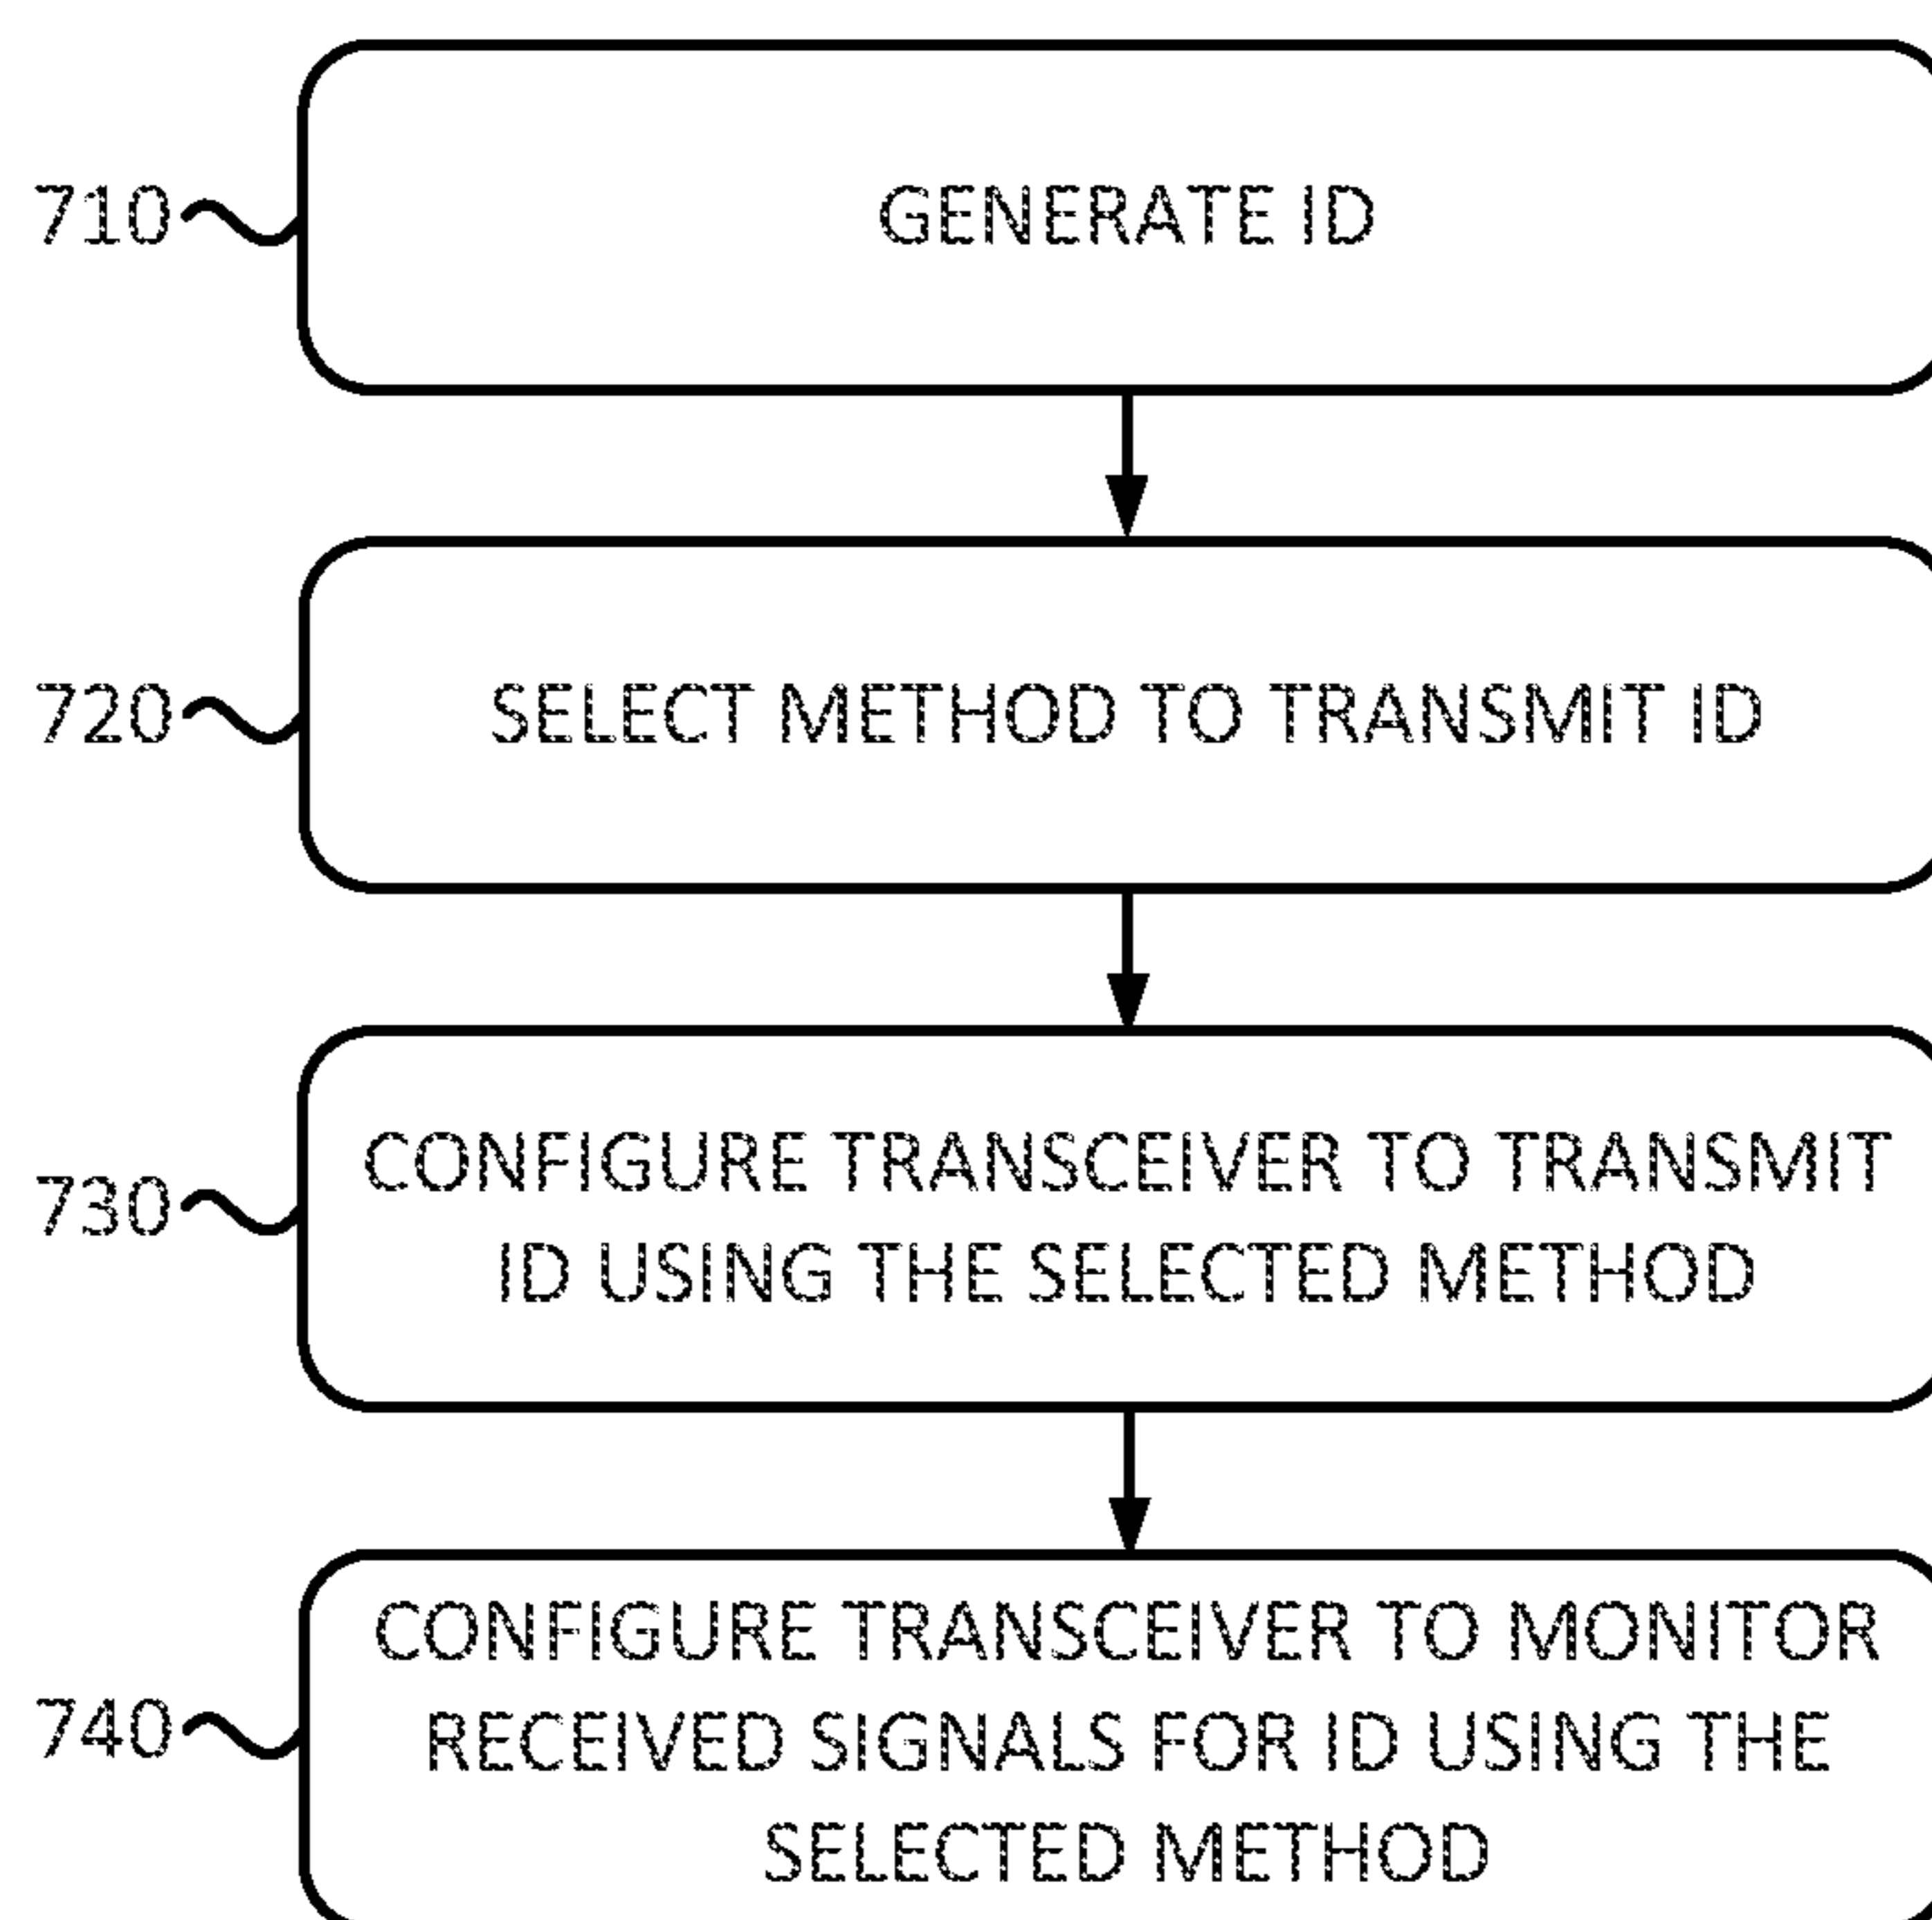 710
GENERATE ID
720
SELECT METHOD TO TRANSMIT ID
730
CONFIGURE TRANSCEIVER TO TRANSMIT
ID USING THE SELECTED METHOD
740
CONFIGURE TRANSCEIVER TO MONITOR
RECEIVED SIGNALS FOR ID USING THE
SELECTED METHOD